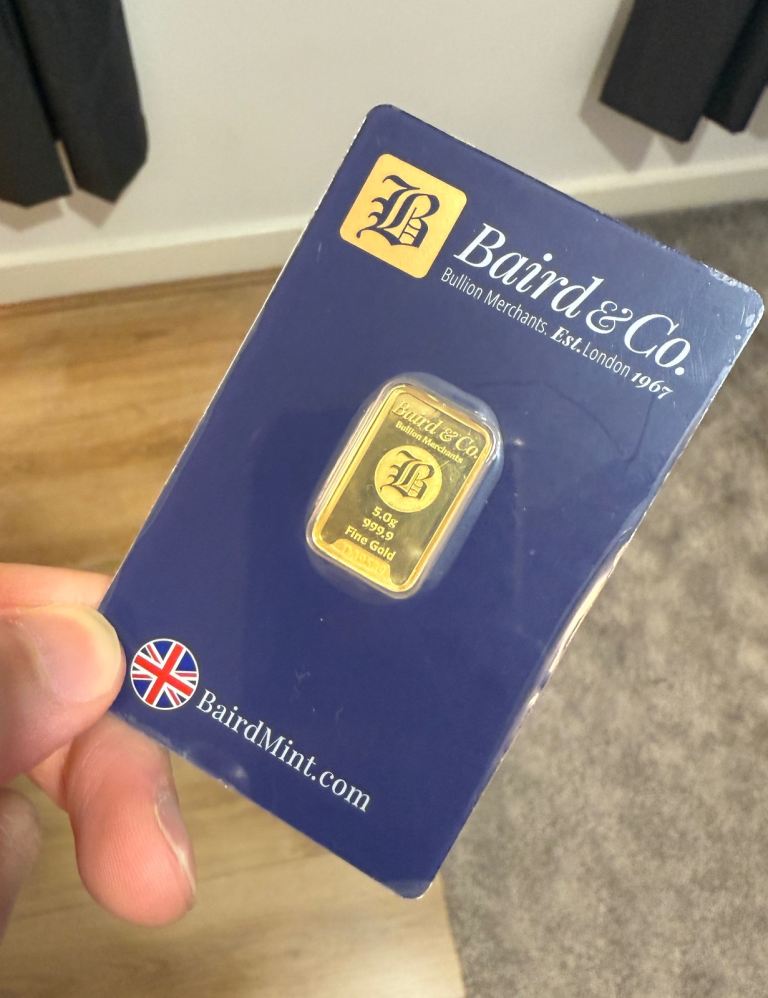 B
Baird & Co.
Bullion Merchants. Est. London 1967
Baird & Co.
Bullion Merchants
B
5.0g
999.9
Fine Gold
BairdMint.com